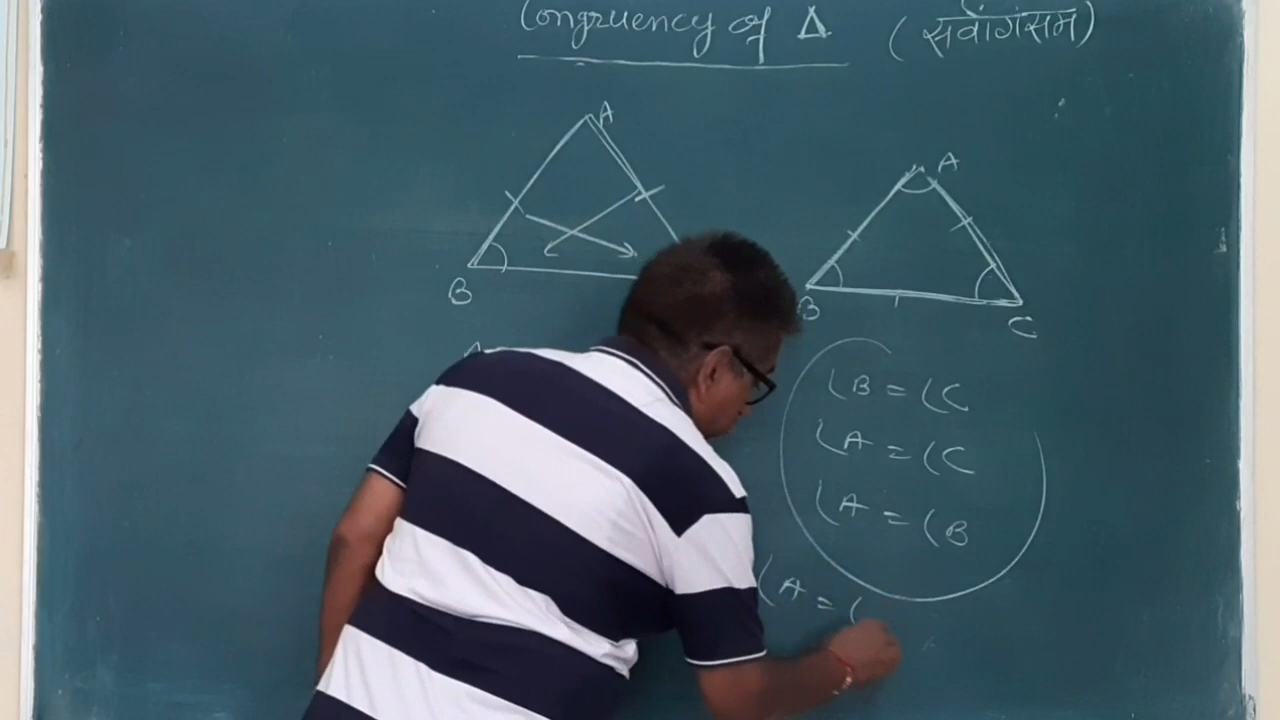 Congruency of Δ (सर्वांगसम)
A
B
A
B
C
∠B = ∠C
∠A = ∠C
∠A = ∠B
∠A = ∠